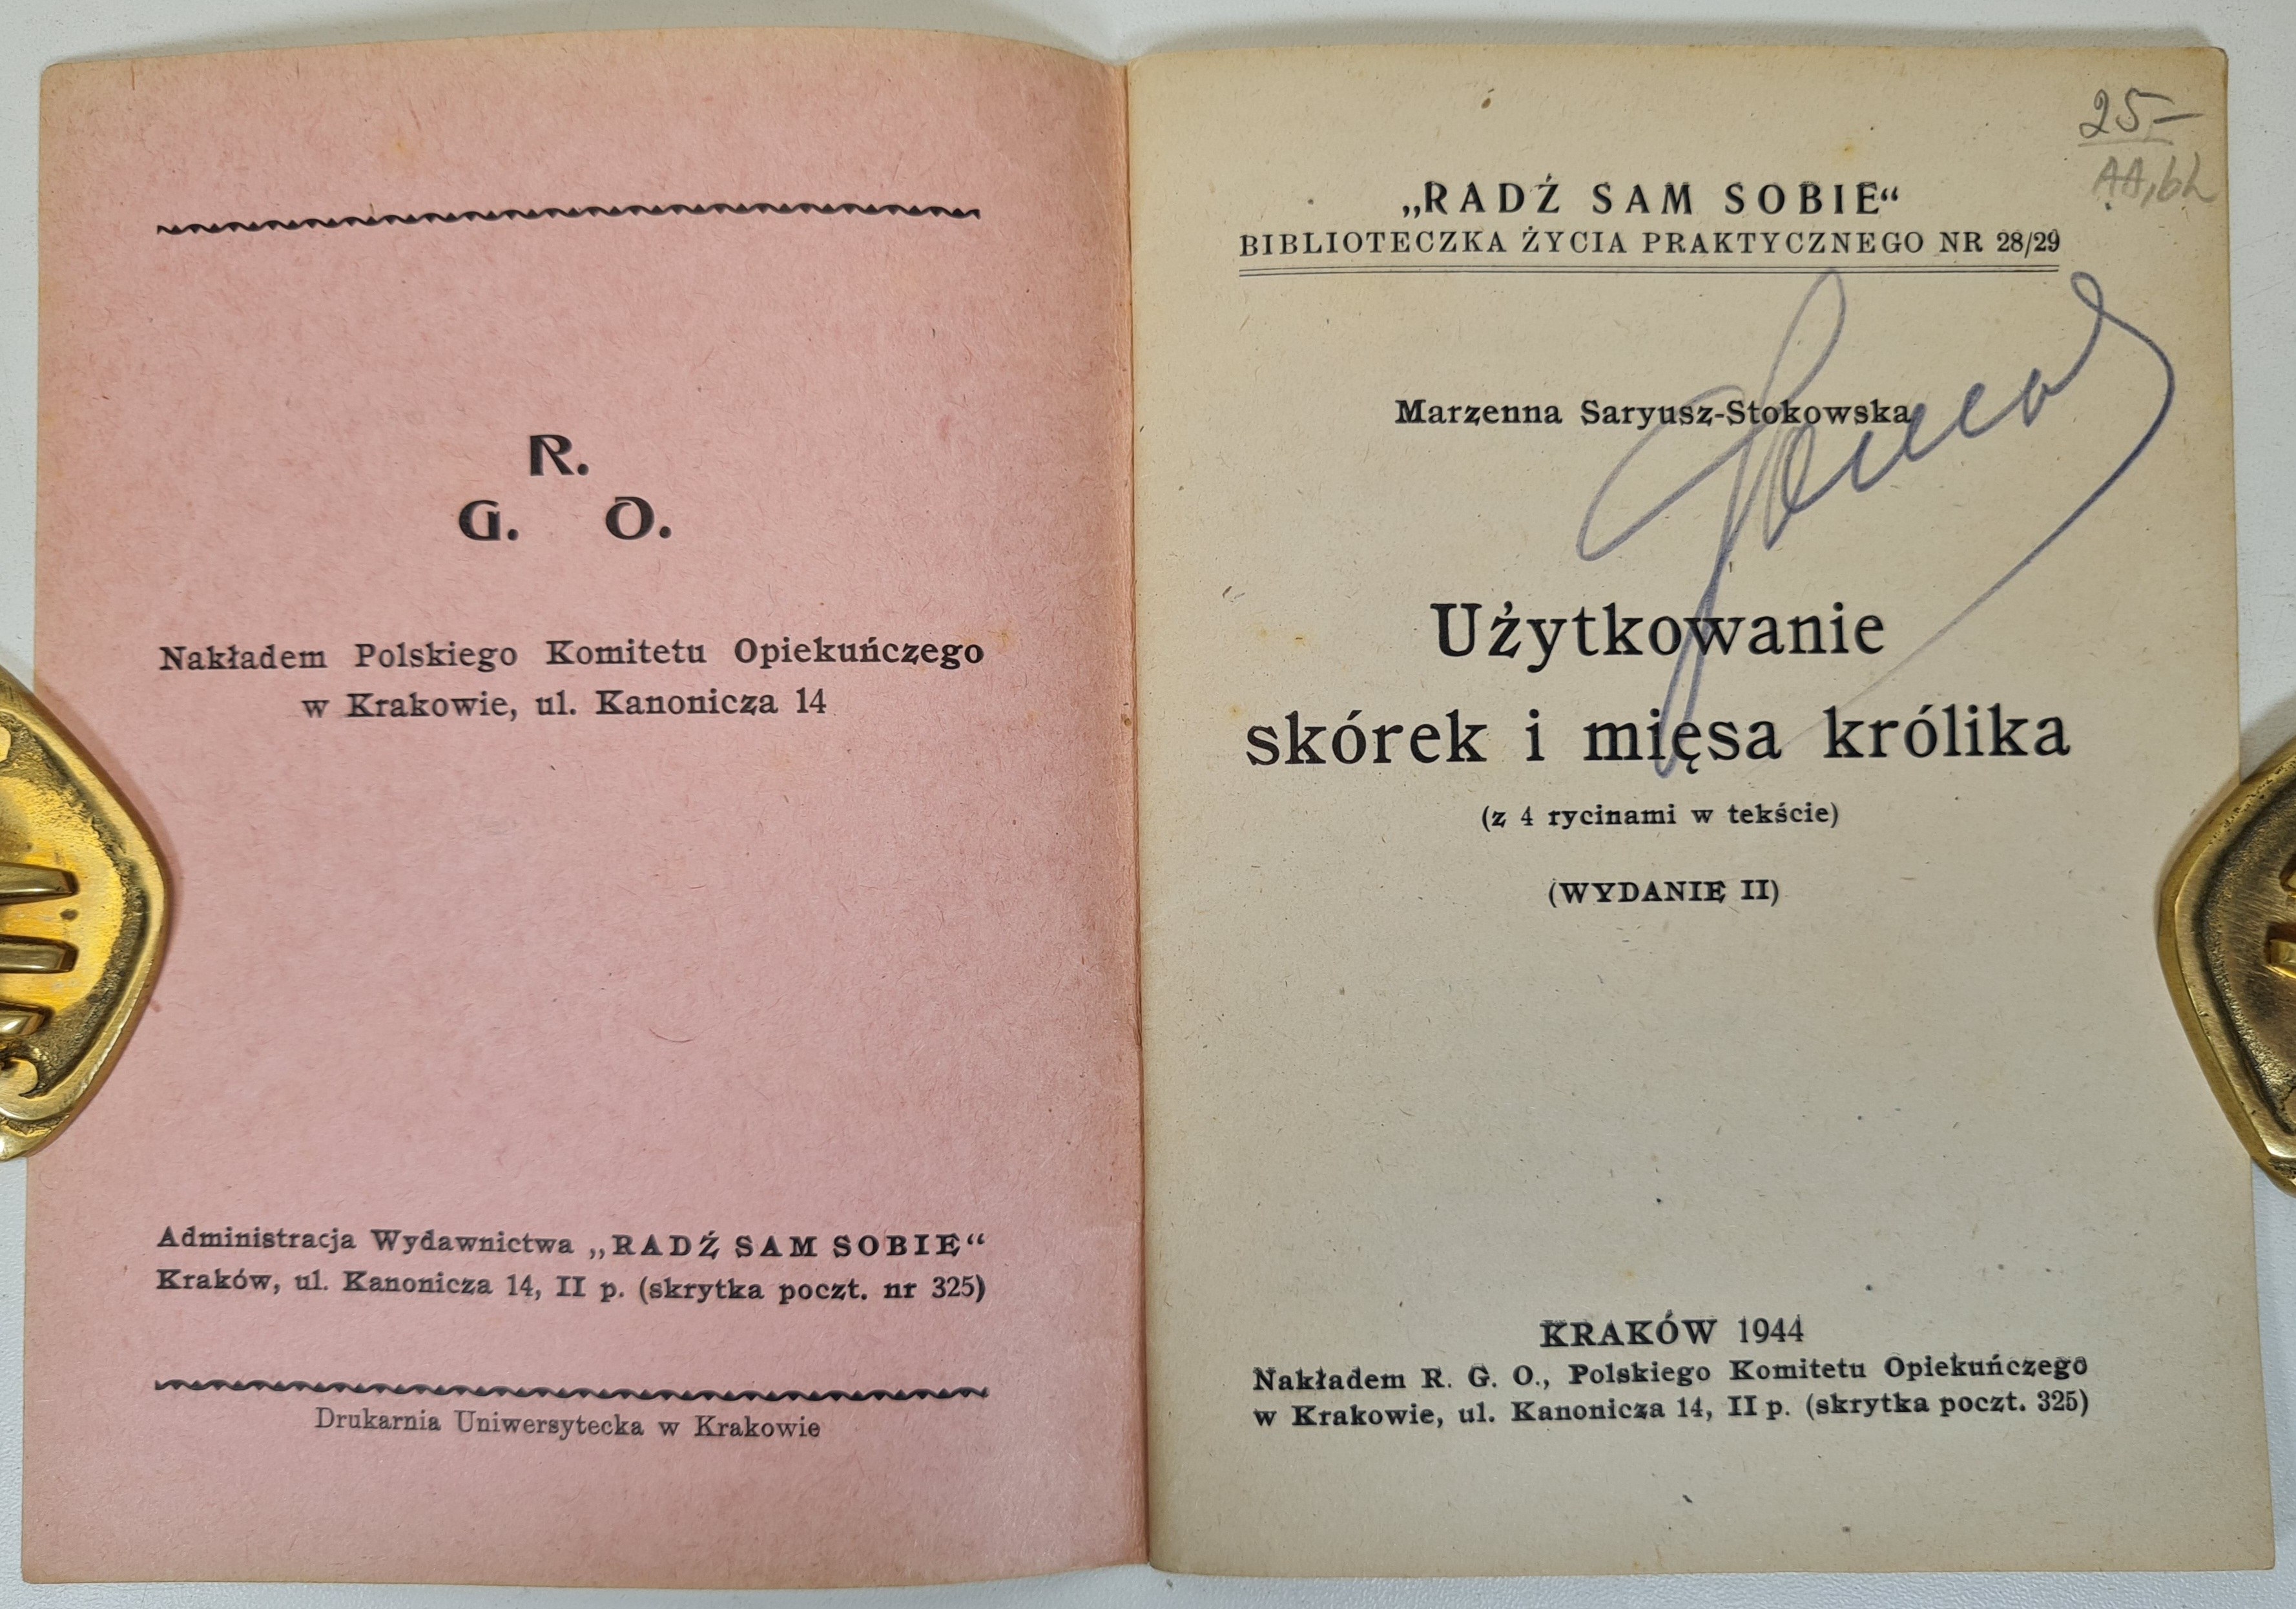 R.
G. O.
Nakładem Polskiego Komitetu Opiekuńczego
w Krakowie, ul. Kanonicza 14
Administracja Wydawnictwa „RADŹ SAM SOBIE“
Kraków, ul. Kanonicza 14, II p. (skrytka poczt. nr 325)
Drukarnia Uniwersytecka w Krakowie
25-
„RADŹ SAM SOBIE“
BIBLIOTECZKA ŻYCIA PRAKTYCZNEGO NR 28/29
Marzenna Saryusz-Stokowska
Użytkowanie
skórek i mięsa królika
(z 4 rycinami w tekście)
(WYDANIE II)
KRAKÓW 1944
Nakładem R. G. O., Polskiego Komitetu Opiekuńczego
w Krakowie, ul. Kanonicza 14, II p. (skrytka poczt. 325)